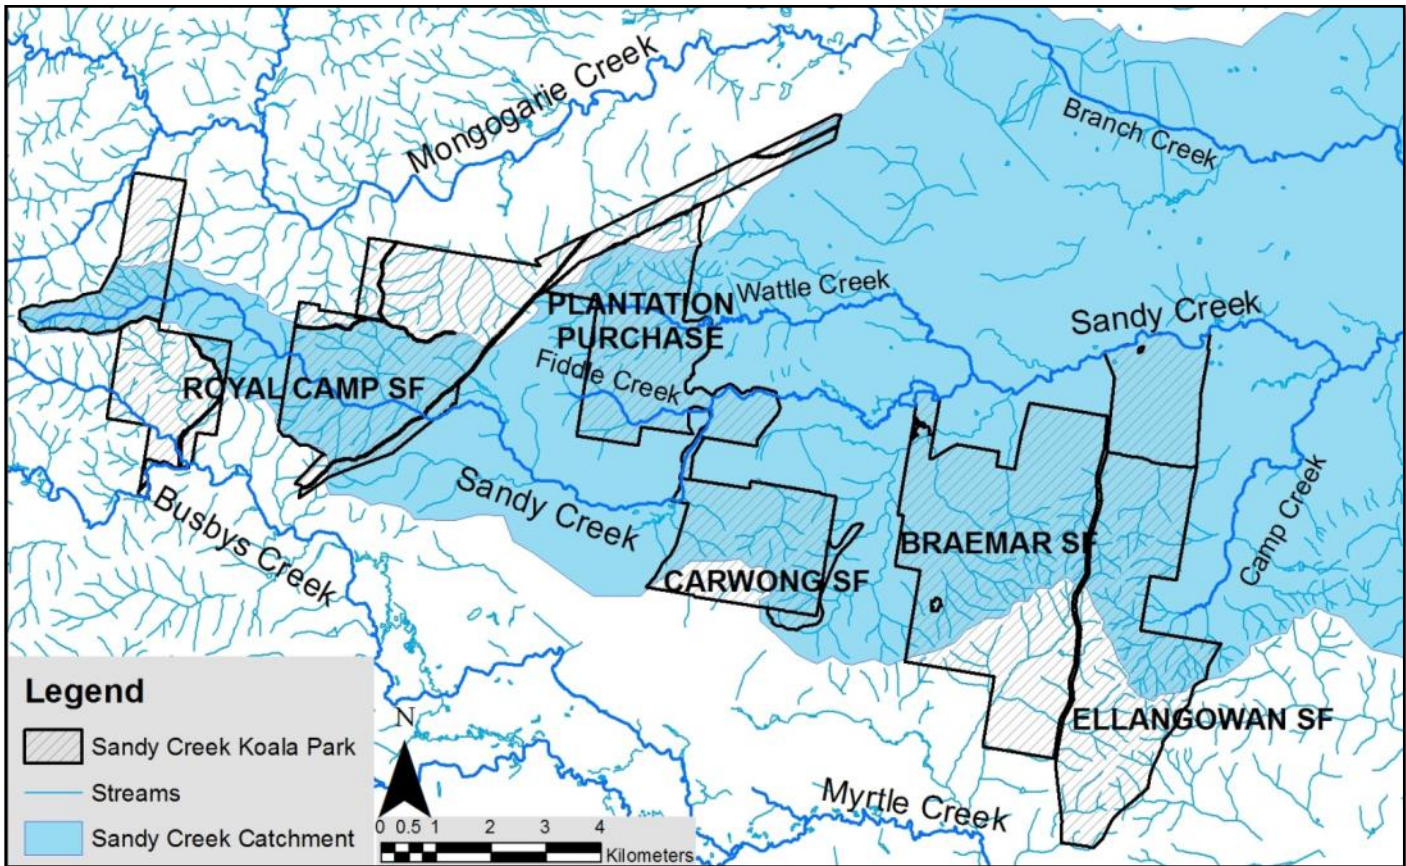 Mongogarie Creek
Branch Creek
Wattle Creek
PLANTATION
PURCHASE
Sandy Creek
Fiddle Creek
ROYAL CAMP SF
Sandy Creek
Busbys Creek
Camp Creek
BRAEMAR SF
CARWONG SF
ELLANGOWAN SF
Myrtle Creek
Legend
Sandy Creek Koala Park
Streams
Sandy Creek Catchment
N
0 0.5 1 2 3 4
Kilometers